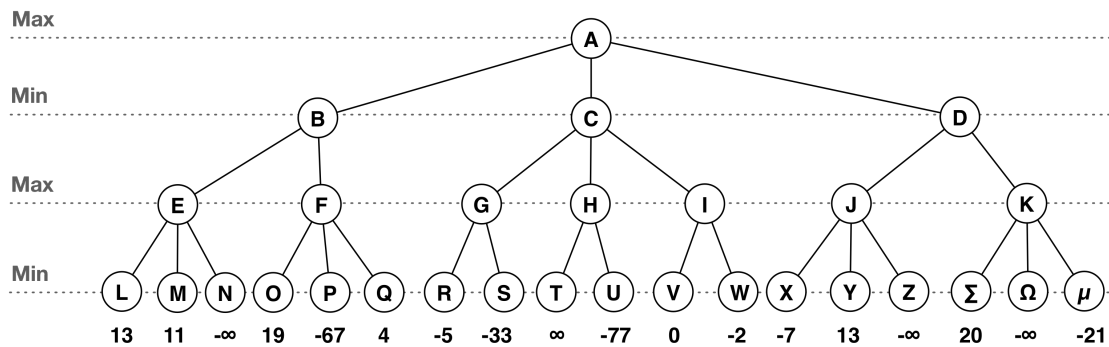 Max
A
Min
B C D
Max
E F G H I J K
Min
L M N O P Q R S T U V W X Y Z Σ Ω μ
13 11 -∞ 19 -67 4 -5 -33 ∞ -77 0 -2 -7 13 -∞ 20 -∞ -21